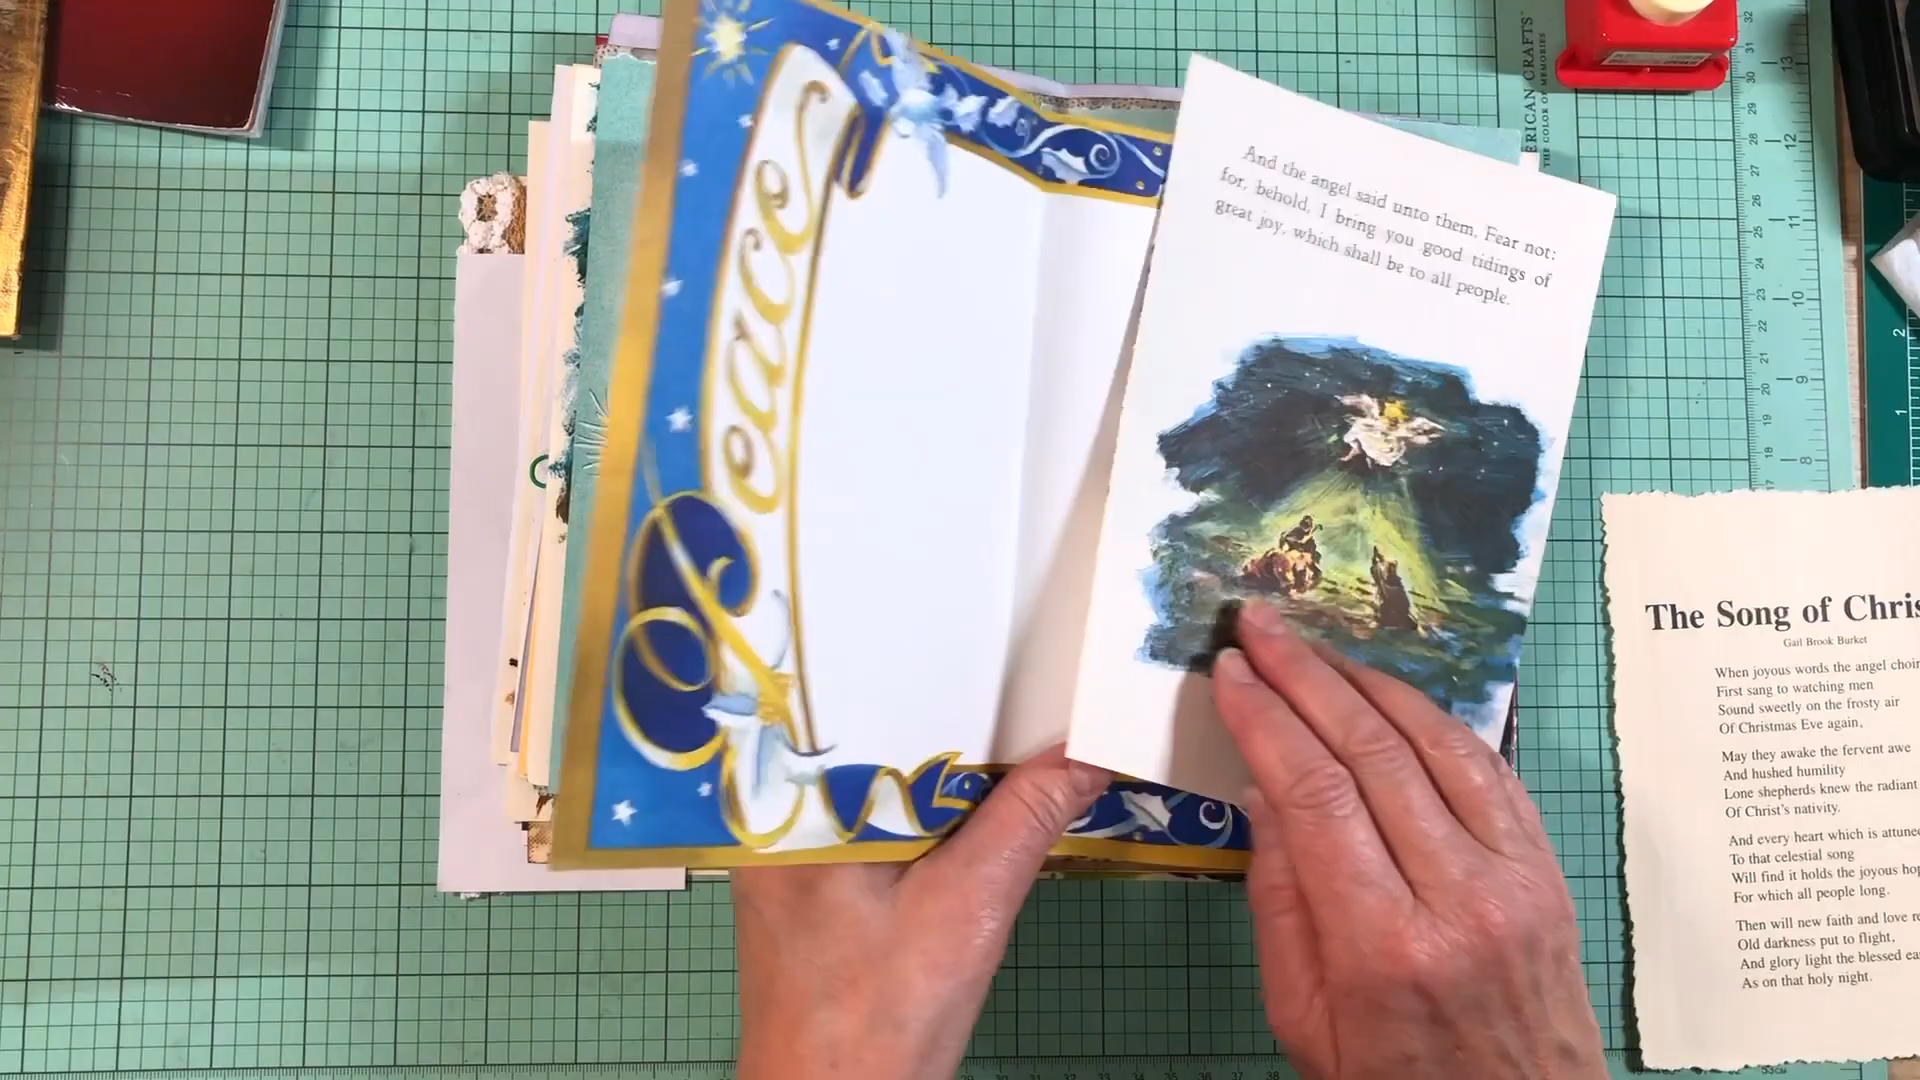 Peace
And the angel said unto them, Fear not:
for, behold, I bring you good tidings of
great joy, which shall be to all people.
The Song of Chris
Gail Brook Burket
When joyous words the angel choir
First sang to watching men
Sound sweetly on the frosty air
Of Christmas Eve again,
May they awake the fervent awe
And hushed humility
Lone shepherds knew the radiant
Of Christ's nativity.
And every heart which is attuned
To that celestial song
Will find it holds the joyous hop
For which all people long.
Then will new faith and love re
Old darkness put to flight,
And glory light the blessed ea
As on that holy night.
ERICAN CRAFTS
THE COLOR OF MEMORIES